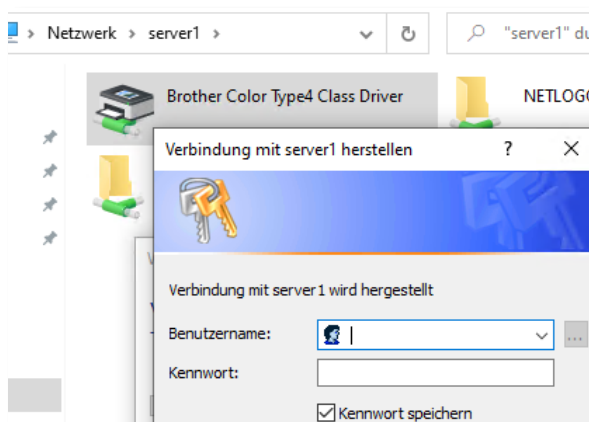 Netzwerk > server1 >
"server1" du
Brother Color Type4 Class Driver
NETLOGO
Verbindung mit server1 herstellen ?
Verbindung mit server1 wird hergestellt
Benutzername:
...
Kennwort:
Kennwort speichern